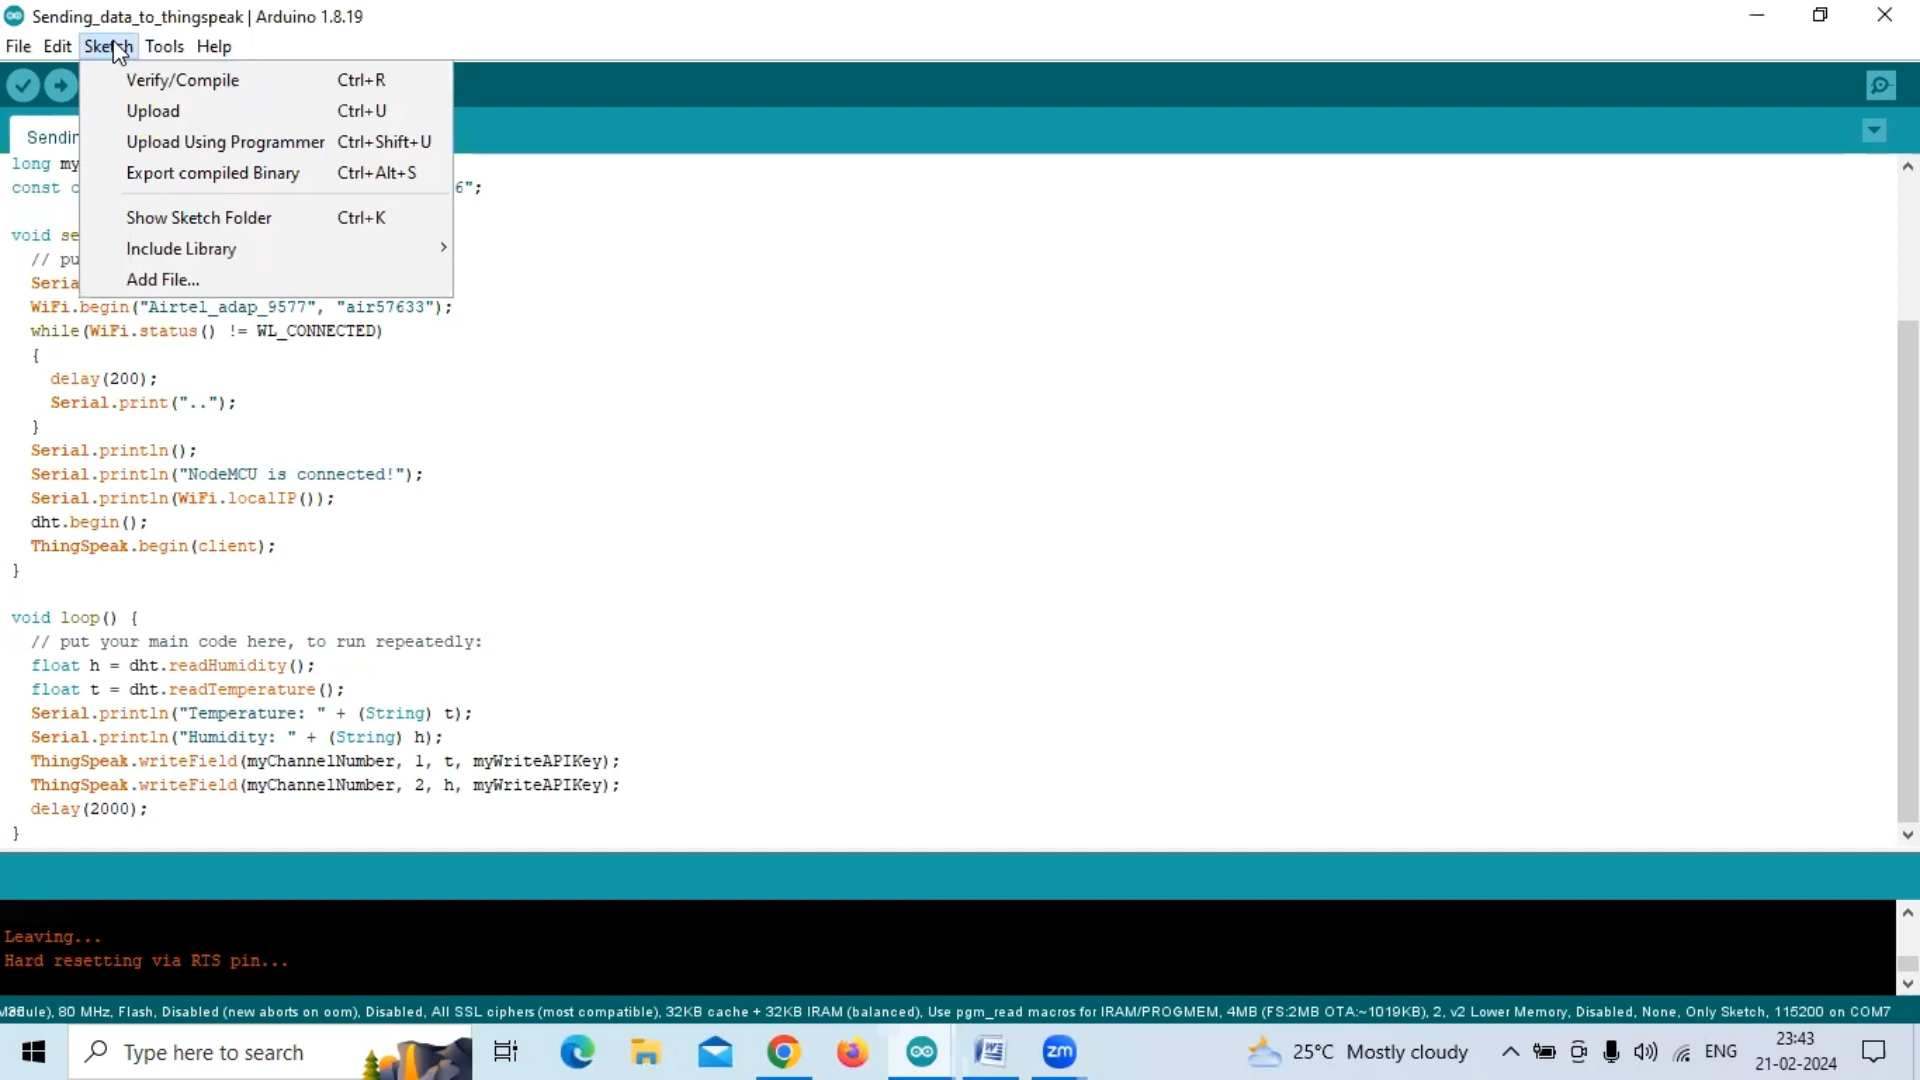 Sending_data_to_thingspeak | Arduino 1.8.19
File Edit Sketch Tools Help
Verify/Compile Ctrl+R
Upload Ctrl+U
Upload Using Programmer Ctrl+Shift+U
Export compiled Binary Ctrl+Alt+S
Show Sketch Folder Ctrl+K
Include Library
Add File...
long my
const 6";
void se
// pu
Seria
WiFi.begin("Airtel_adap_9577", "air57633");
while(WiFi.status() != WL_CONNECTED)
{
delay(200);
Serial.print("..");
}
Serial.println();
Serial.println("NodeMCU is connected!");
Serial.println(WiFi.localIP());
dht.begin();
ThingSpeak.begin(client);
}
void loop() {
// put your main code here, to run repeatedly:
float h = dht.readHumidity();
float t = dht.readTemperature();
Serial.println("Temperature: " + (String) t);
Serial.println("Humidity: " + (String) h);
ThingSpeak.writeField(myChannelNumber, 1, t, myWriteAPIKey);
ThingSpeak.writeField(myChannelNumber, 2, h, myWriteAPIKey);
delay(2000);
}
Leaving...
Hard resetting via RTS pin...
80 MHz, Flash, Disabled (new aborts on oom), Disabled, All SSL ciphers (most compatible), 32KB cache + 32KB IRAM (balanced), Use pgm_read macros for IRAM/PROGMEM, 4MB (FS:2MB OTA:~1019KB), 2, v2 Lower Memory, Disabled, None, Only Sketch, 115200 on COM7
Type here to search
zm
25°C Mostly cloudy
ENG
23:43
21-02-2024